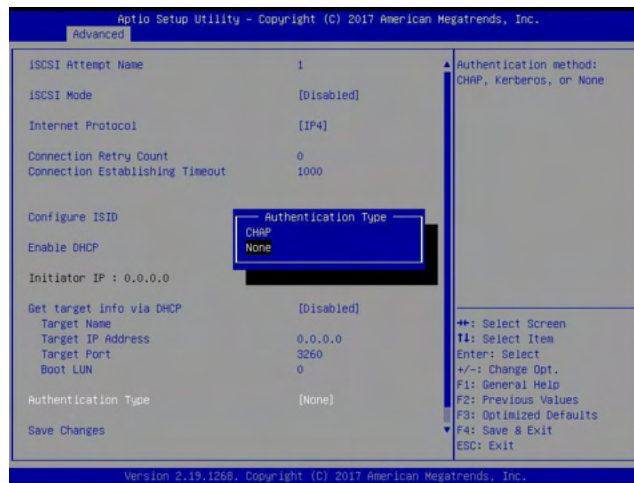 Aptio Setup Utility – Copyright (C) 2017 American Megatrends, Inc.
Advanced
iSCSI Attempt Name 1
iSCSI Mode [Disabled]
Internet Protocol [IP4]
Connection Retry Count 0
Connection Establishing Timeout 1000
Configure ISID
Enable DHCP
Initiator IP : 0.0.0.0
Get target info via DHCP [Disabled]
Target Name
Target IP Address 0.0.0.0
Target Port 3260
Boot LUN 0
Authentication Type [None]
Save Changes
Authentication Type
CHAP
None
Authentication method:
CHAP, Kerberos, or None
↔: Select Screen
↑↓: Select Item
Enter: Select
+/-: Change Opt.
F1: General Help
F2: Previous Values
F3: Optimized Defaults
F4: Save & Exit
ESC: Exit
Version 2.19.1268. Copyright (C) 2017 American Megatrends, Inc.